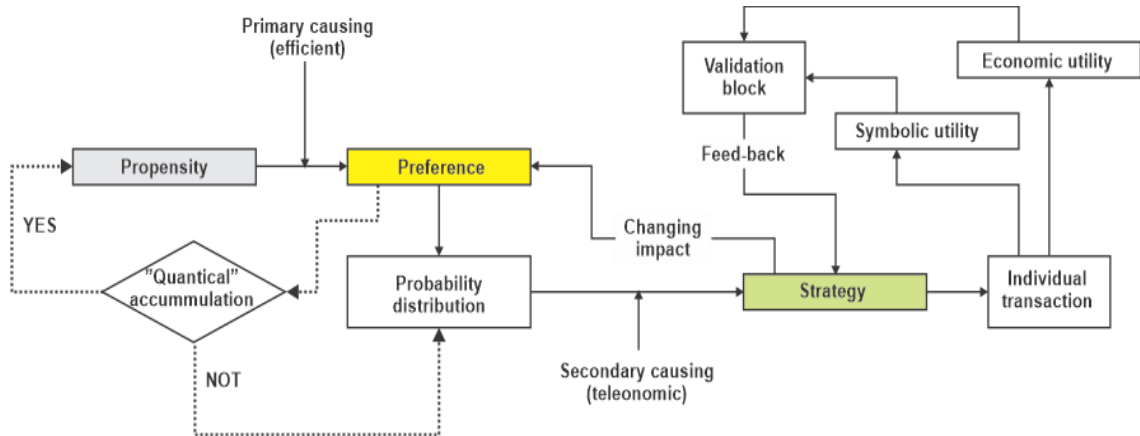 Primary causing
(efficient)
Validation
block
Economic utility
Symbolic utility
Propensity
Preference
Feed-back
YES
Changing
impact
"Quantical"
accummulation
Probability
distribution
Strategy
Individual
transaction
NOT
Secondary causing
(teleonomic)